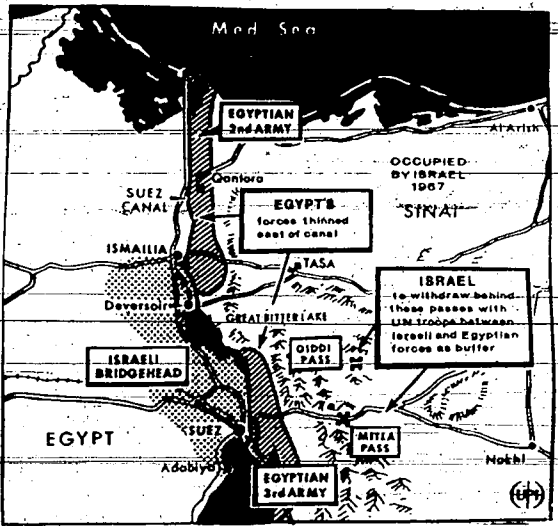 Med Sea
EGYPTIAN
2nd ARMY
Al Arish
OCCUPIED
BY ISRAEL
1967
SINAI
Qantara
SUEZ
CANAL
EGYPT'S
forces thinned
east of canal
ISMAILIA
TASA
ISRAEL
to withdraw behind
these passes with
UN troops between
Israeli and Egyptian
forces as buffer
Deversoir
GREAT BITTER LAKE
GIDDI
PASS
ISRAELI
BRIDGEHEAD
EGYPT
SUEZ
MITLA
PASS
Adabiya
Nakhl
EGYPTIAN
3rd ARMY
UPI